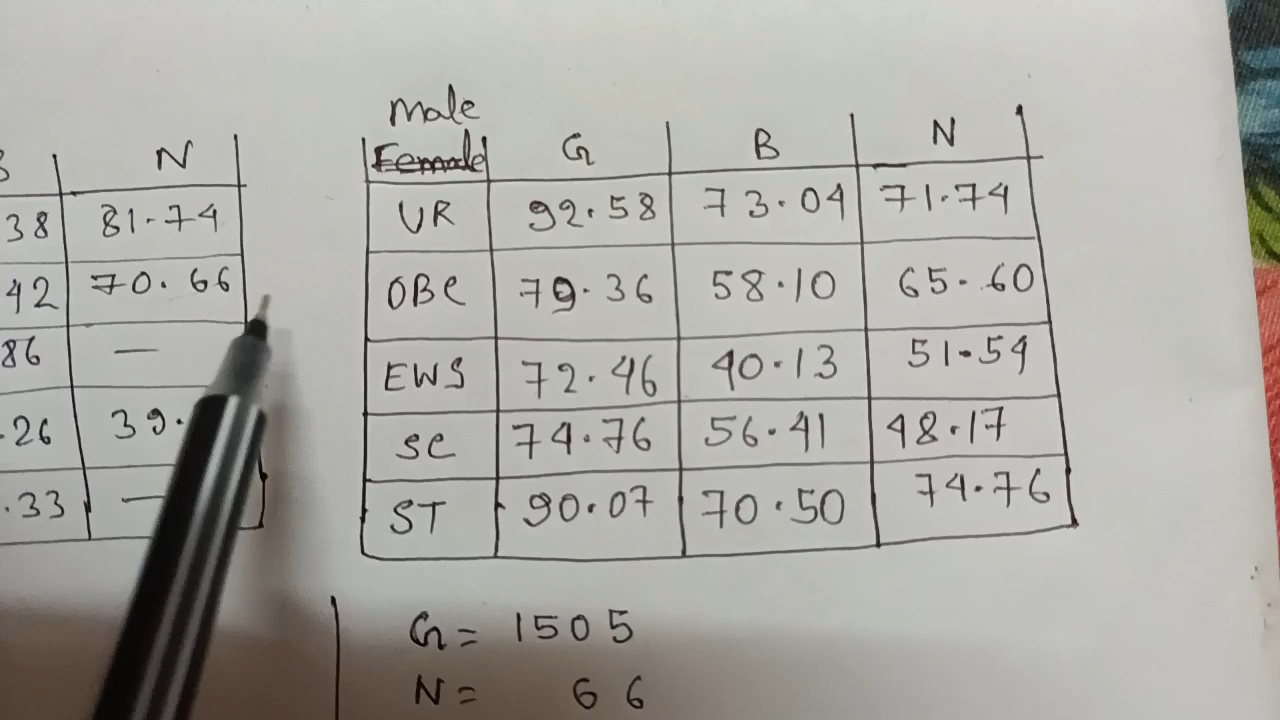 N
38 81.74
42 70.66
86 —
.26 39.
.33 —
Male
Female G B N
UR 92.58 73.04 71.74
OBC 79.36 58.10 65.60
EWS 72.46 40.13 51.54
SC 74.76 56.41 48.17
ST 90.07 70.50 74.76
G = 1505
N = 66